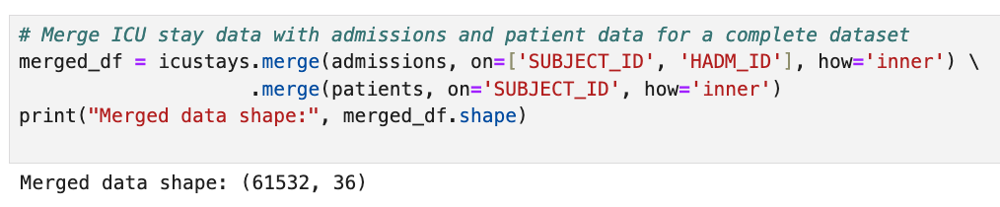 # Merge ICU stay data with admissions and patient data for a complete dataset
merged_df = icustays.merge(admissions, on=['SUBJECT_ID', 'HADM_ID'], how='inner') \
                    .merge(patients, on='SUBJECT_ID', how='inner')
print("Merged data shape:", merged_df.shape)
Merged data shape: (61532, 36)